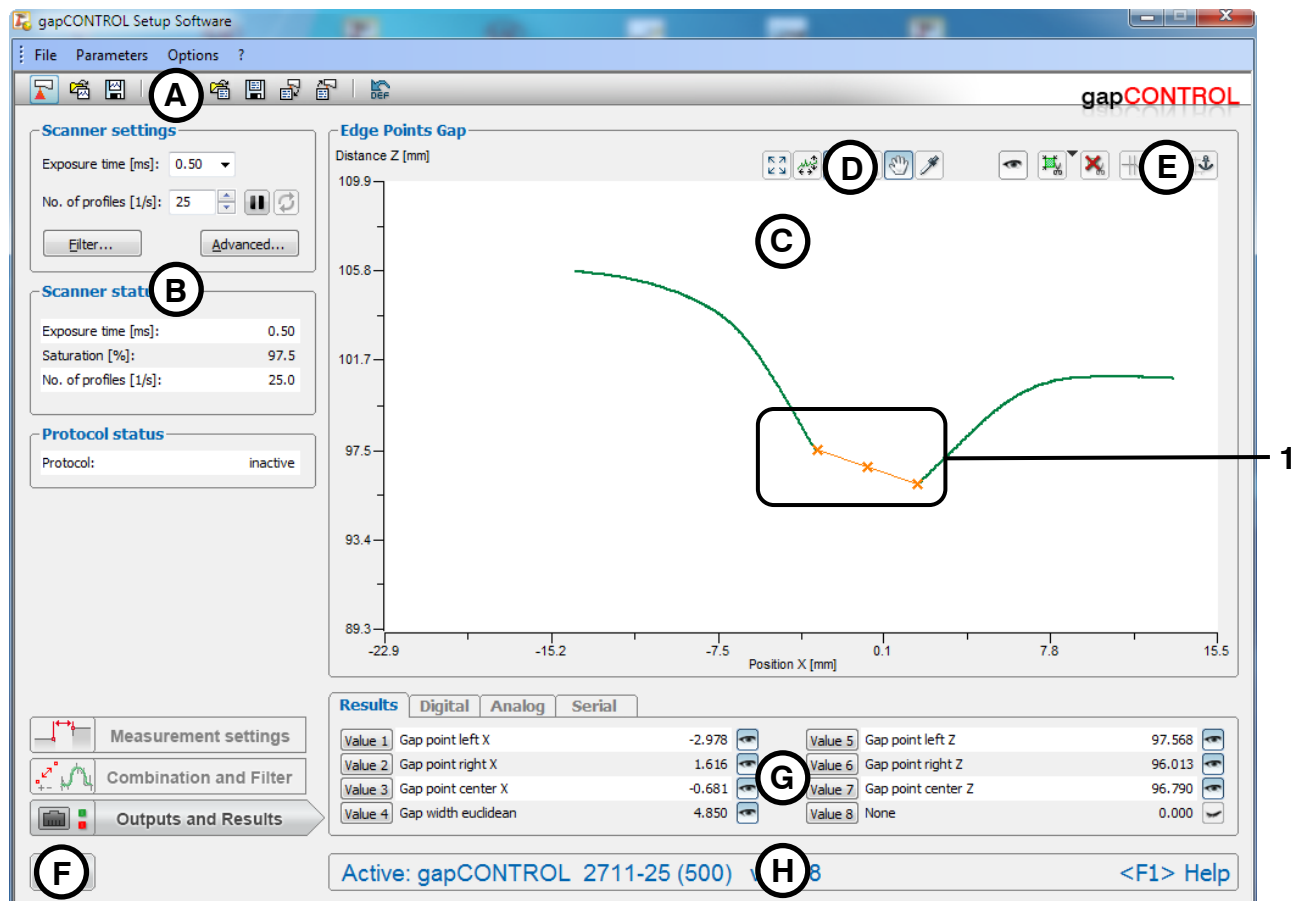 gapCONTROL Setup Software
File Parameters Options ?
A
DEF
gapCONTROL
Scanner settings
Exposure time [ms]: 0.50
No. of profiles [1/s]: 25
Filter... Advanced...
B
Scanner
Exposure time [ms]: 0.50
Saturation [%]: 97.5
No. of profiles [1/s]: 25.0
Protocol status
Protocol: inactive
Edge Points Gap
Distance Z [mm]
D
E
C
109.9
105.8
101.7
97.5
93.4
89.3
1
-22.9 -15.2 -7.5 0.1 7.8 15.5
Position X [mm]
Measurement settings
Combination and Filter
Outputs and Results
F
Results Digital Analog Serial
Value 1 Gap point left X -2.978 Value 5 Gap point left Z 97.568
Value 2 Gap point right X 1.616 Value 6 Gap point right Z 96.013
Value 3 Gap point center X -0.681 Value 7 Gap point center Z 96.790
Value 4 Gap width euclidean 4.850 Value 8 None 0.000
G
Active: gapCONTROL 2711-25 (500) H 8 <F1> Help